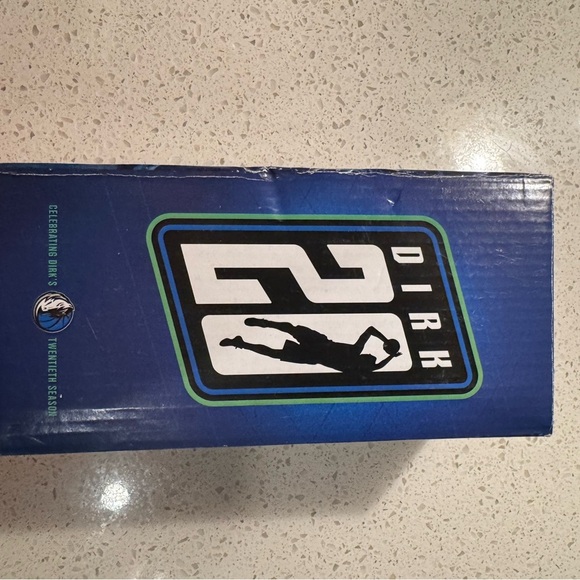 DIRK
20
CELEBRATING DIRK'S TWENTIETH SEASON